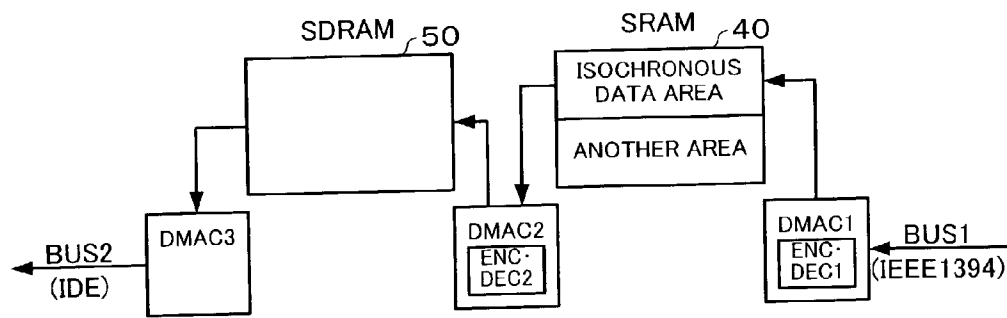 SDRAM
50
SRAM
40
ISOCHRONOUS
DATA AREA
ANOTHER AREA
DMAC3
DMAC2
ENC·
DEC2
DMAC1
ENC·
DEC1
BUS2
(IDE)
BUS1
(IEEE1394)